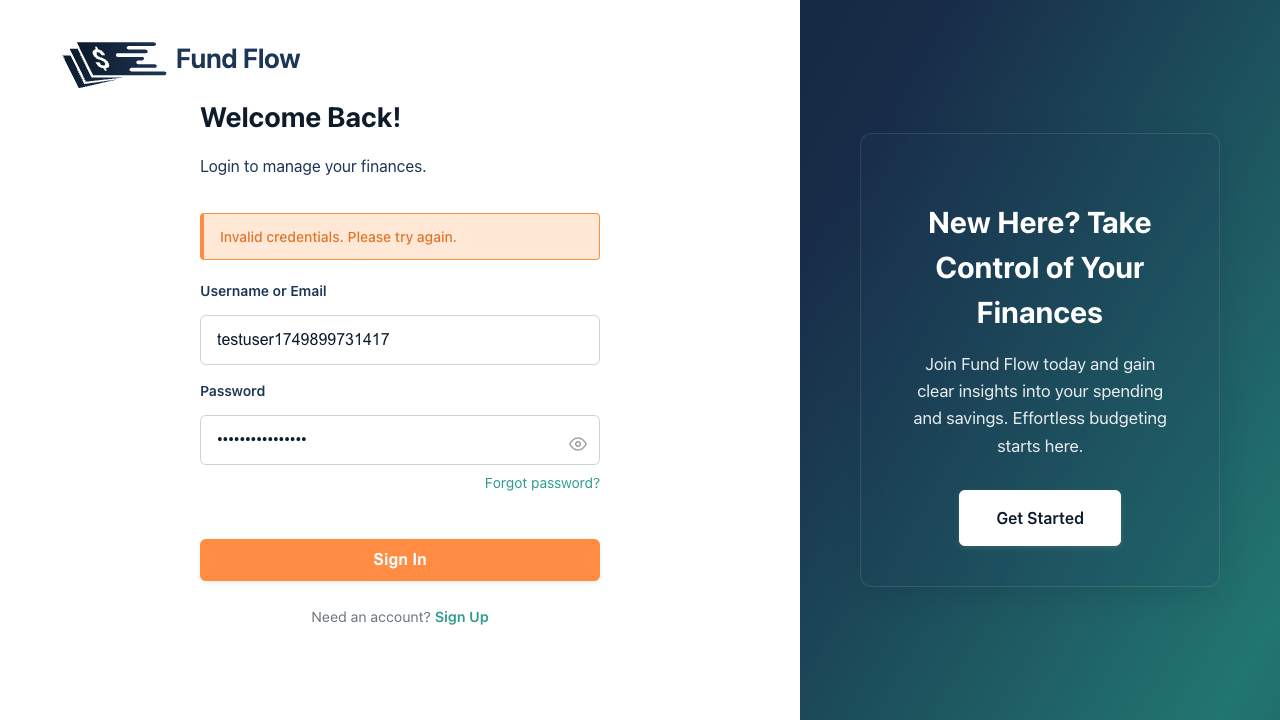 $
Fund Flow
Welcome Back!
Login to manage your finances.
Invalid credentials. Please try again.
Username or Email
testuser1749899731417
Password
••••••••••••••••
Forgot password?
Sign In
Need an account? Sign Up
New Here? Take
Control of Your
Finances
Join Fund Flow today and gain
clear insights into your spending
and savings. Effortless budgeting
starts here.
Get Started